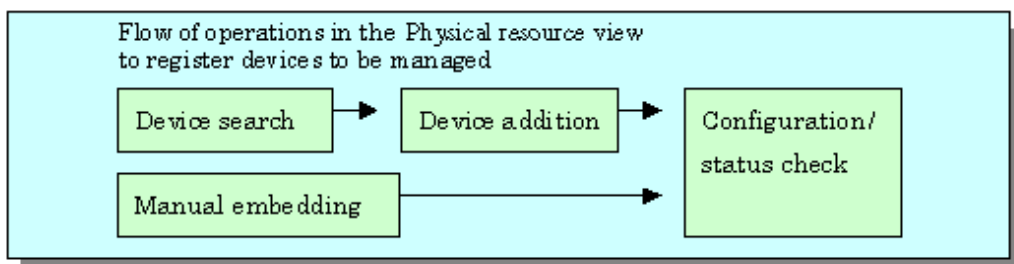 Flow of operations in the Physical resource view
to register devices to be managed
Device search
Device addition
Configuration/
status check
Manual embedding